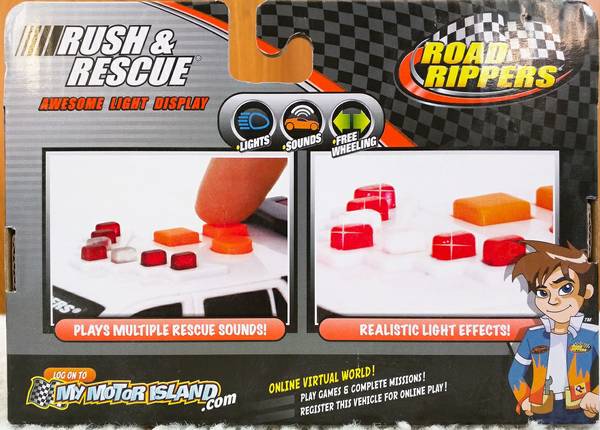 RUSH &
RESCUE®
AWESOME LIGHT DISPLAY
ROAD
RIPPERS®
•LIGHTS
•SOUNDS
•FREE
WHEELING
PLAYS MULTIPLE RESCUE SOUNDS!
REALISTIC LIGHT EFFECTS!
TM
LOG ON TO
MY MOTOR ISLAND.com
ONLINE VIRTUAL WORLD!
PLAY GAMES & COMPLETE MISSIONS!
REGISTER THIS VEHICLE FOR ONLINE PLAY!